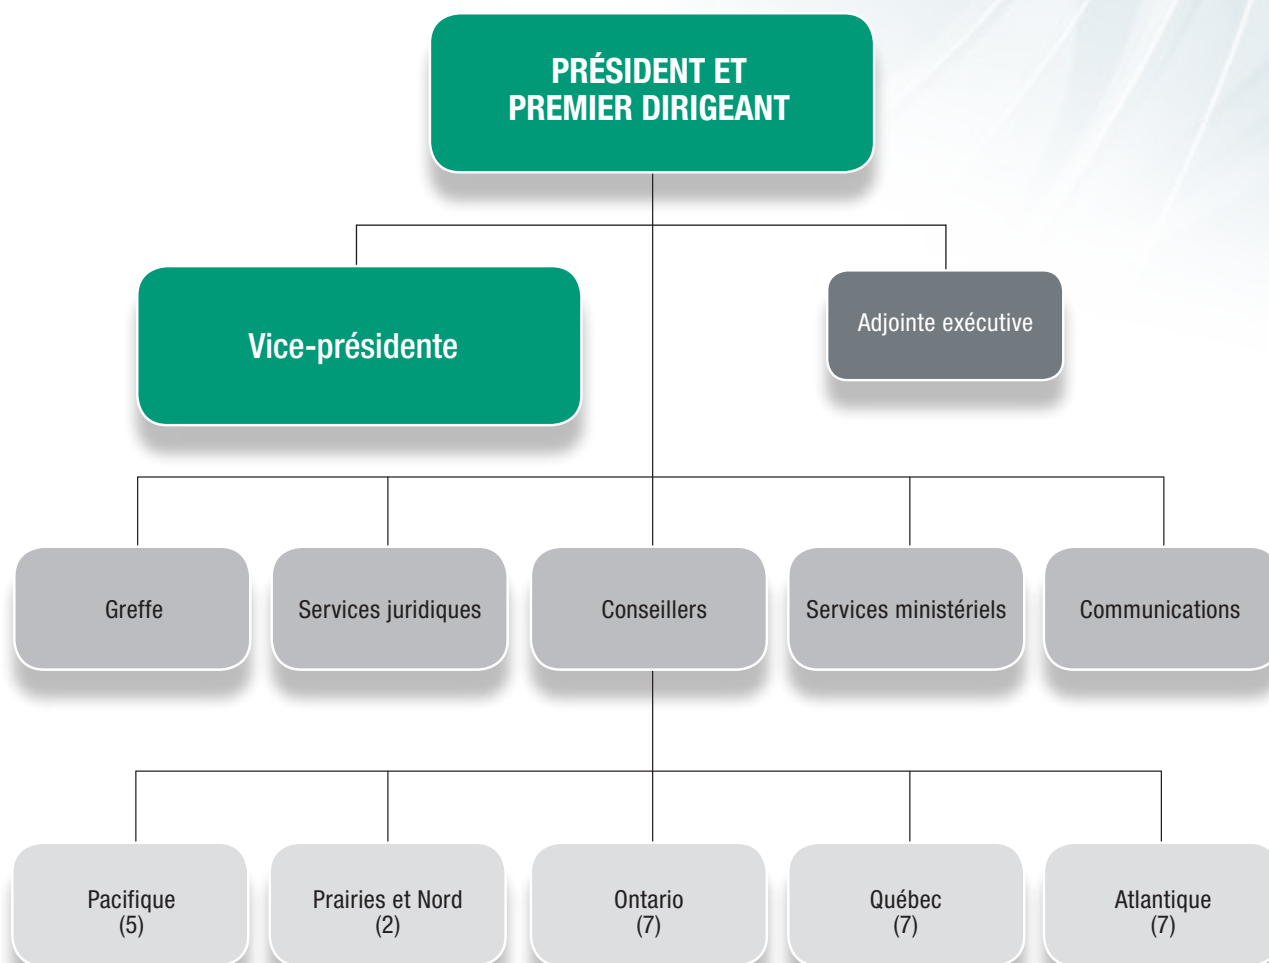 PRÉSIDENT ET
PREMIER DIRIGEANT
Vice-présidente
Adjointe exécutive
Greffe
Services juridiques
Conseillers
Services ministériels
Communications
Pacifique
(5)
Prairies et Nord
(2)
Ontario
(7)
Québec
(7)
Atlantique
(7)